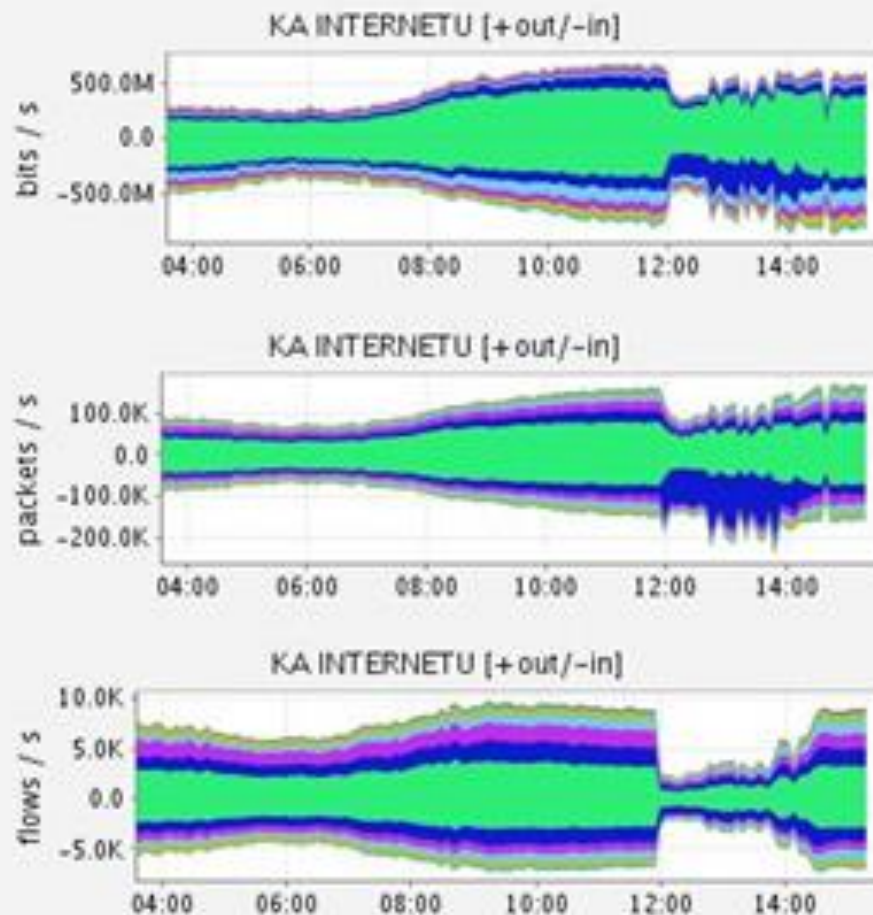 KA INTERNETU [+out/-in]
bits / s
500.0M
0.0
-500.0M
04:00 06:00 08:00 10:00 12:00 14:00
KA INTERNETU [+out/-in]
packets / s
100.0K
0.0
-100.0K
-200.0K
04:00 06:00 08:00 10:00 12:00 14:00
KA INTERNETU [+out/-in]
flows / s
10.0K
5.0K
0.0
-5.0K
04:00 06:00 08:00 10:00 12:00 14:00